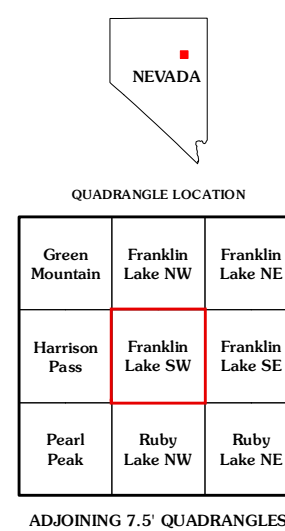 NEVADA
QUADRANGLE LOCATION
Green Franklin Franklin
Mountain Lake NW Lake NE
Harrison Franklin Franklin
Pass Lake SW Lake SE
Pearl Ruby Ruby
Peak Lake NW Lake NE
ADJOINING 7.5' QUADRANGLES